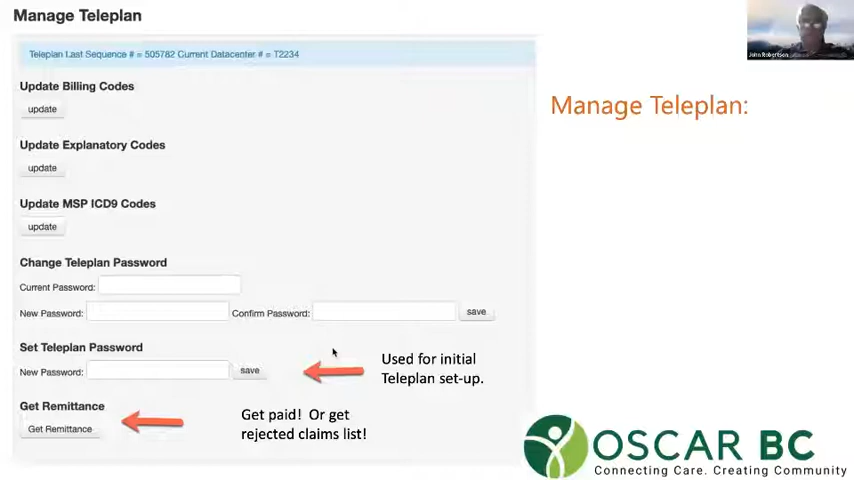 Manage Teleplan
Teleplan Last Sequence # = 505782 Current Datacenter # = T2234
Update Billing Codes
update
Update Explanatory Codes
update
Update MSP ICD9 Codes
update
Change Teleplan Password
Current Password:
New Password: Confirm Password: save
Set Teleplan Password
New Password: save
Used for initial
Teleplan set-up.
Get Remittance
Get Remittance
Get paid! Or get
rejected claims list!
John Robertson
Manage Teleplan:
OSCAR BC
Connecting Care. Creating Community